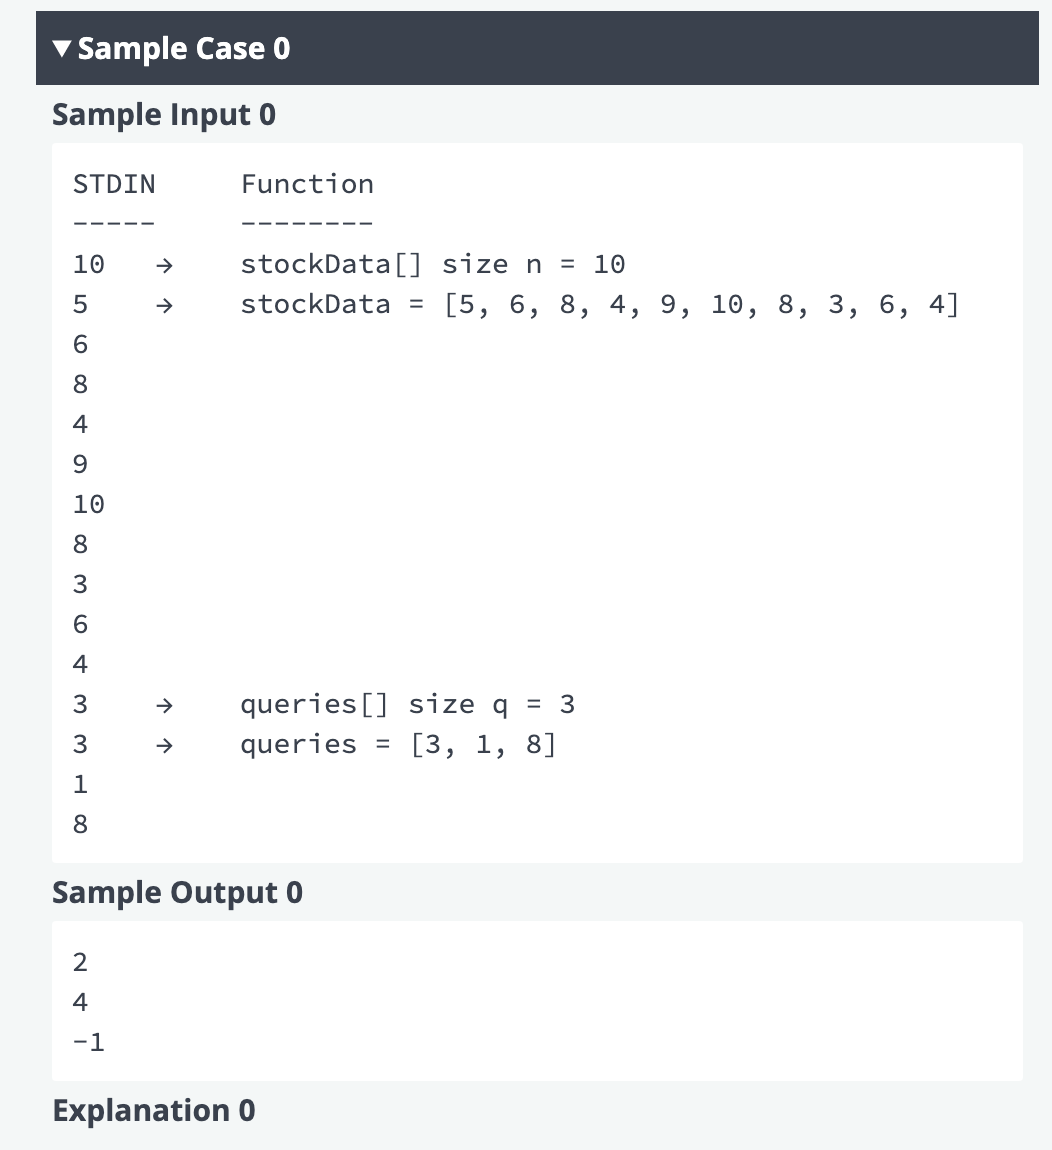 ▼ Sample Case 0
Sample Input 0
STDIN     Function
-----     --------
10   →    stockData[] size n = 10
5    →    stockData = [5, 6, 8, 4, 9, 10, 8, 3, 6, 4]
6
8
4
9
10
8
3
6
4
3    →    queries[] size q = 3
3    →    queries = [3, 1, 8]
1
8
Sample Output 0
2
4
-1
Explanation 0